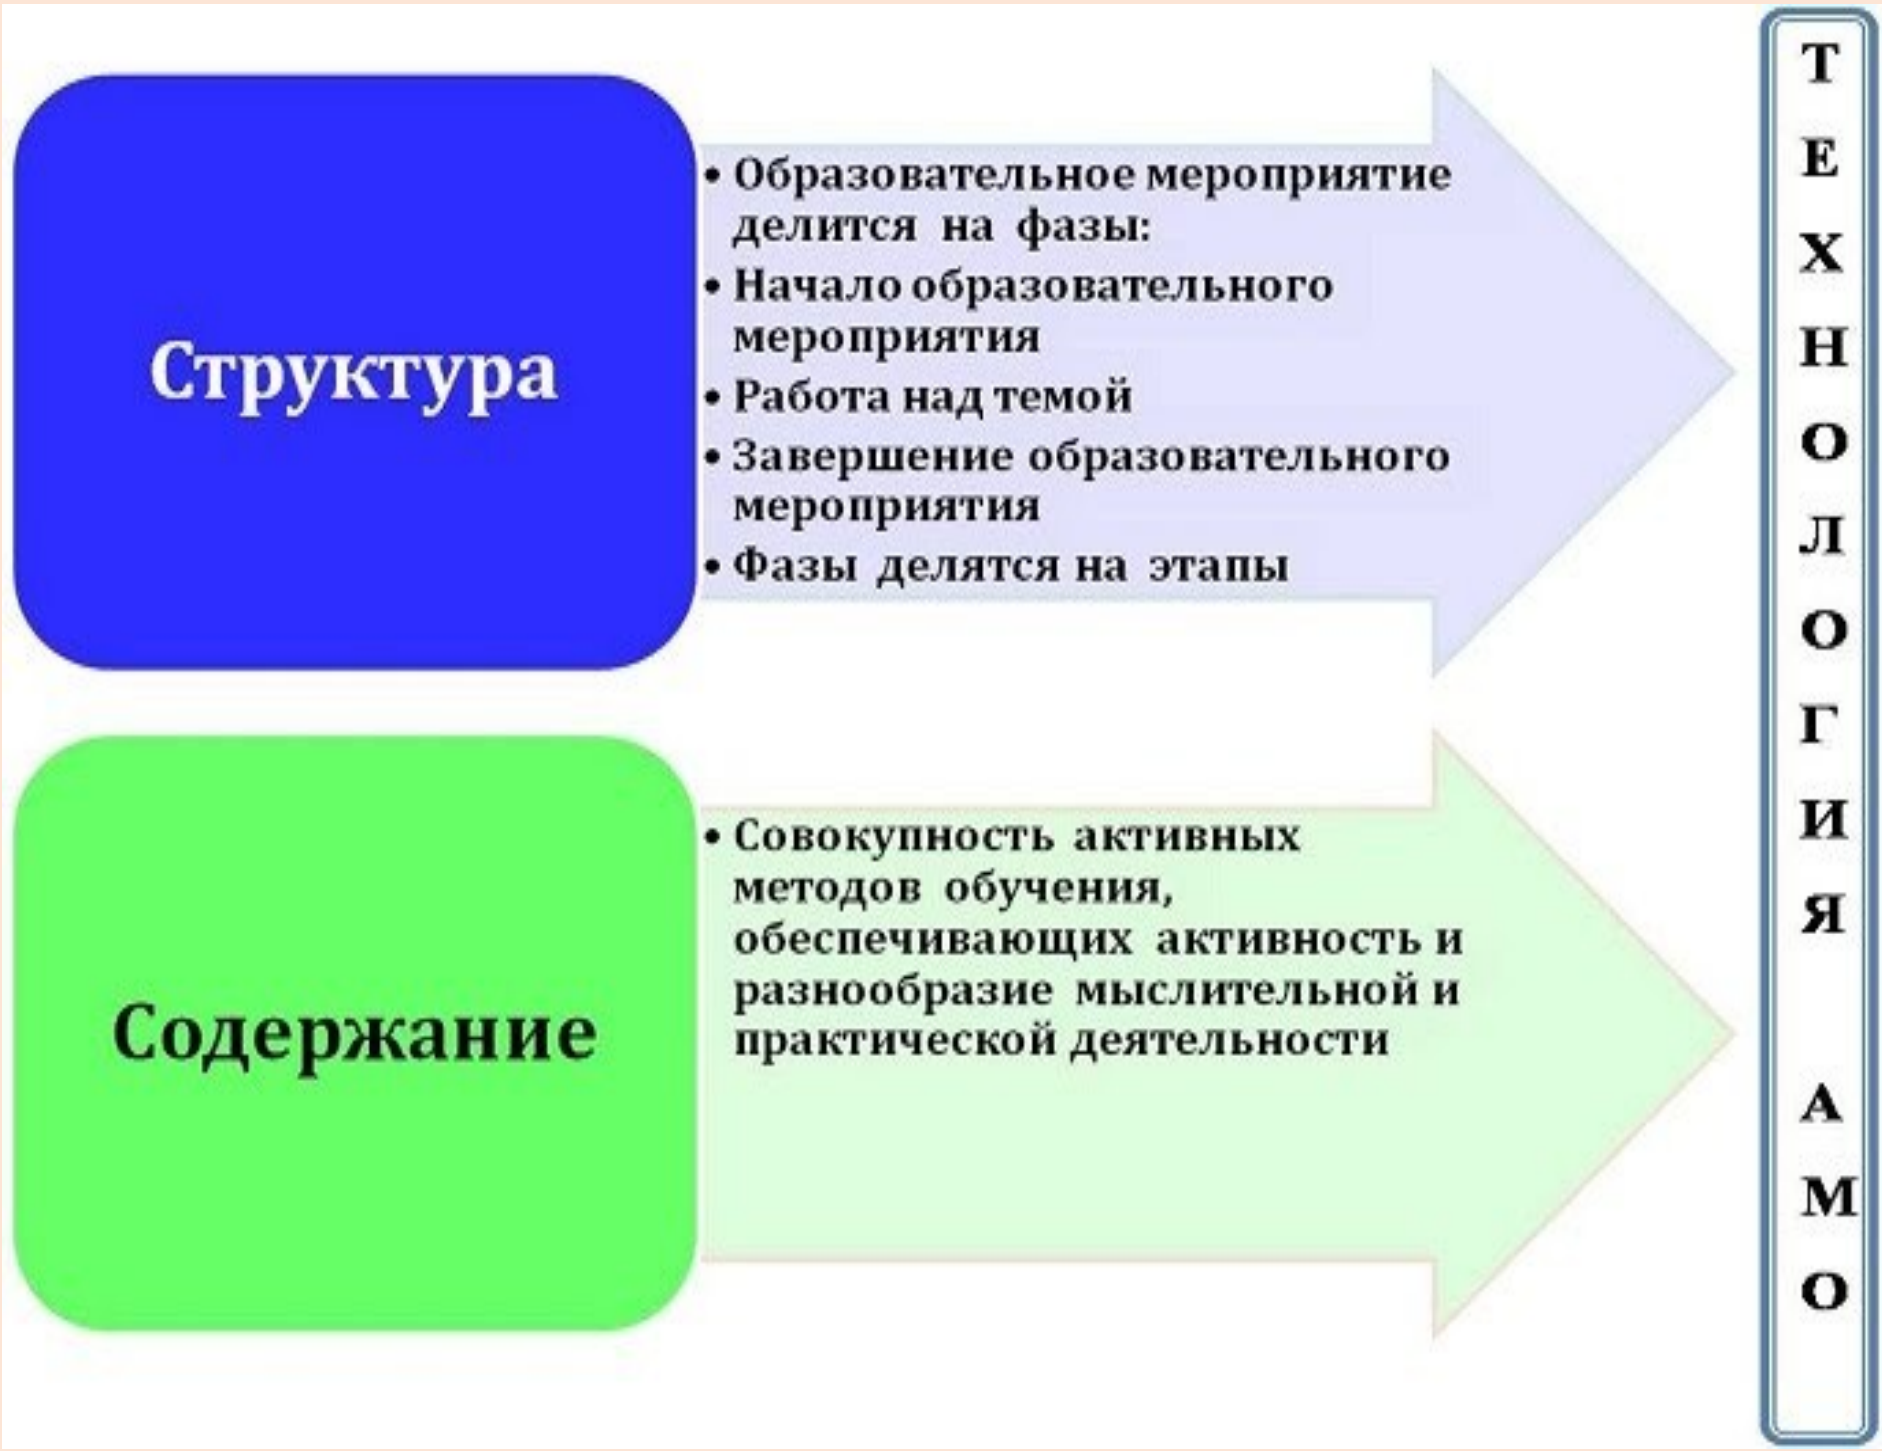 Структура
• Образовательное мероприятие
делится на фазы:
• Начало образовательного
мероприятия
• Работа над темой
• Завершение образовательного
мероприятия
• Фазы делятся на этапы
Содержание
• Совокупность активных
методов обучения,
обеспечивающих активность и
разнообразие мыслительной и
практической деятельности
Т
Е
Х
Н
О
Л
О
Г
И
Я
А
М
О